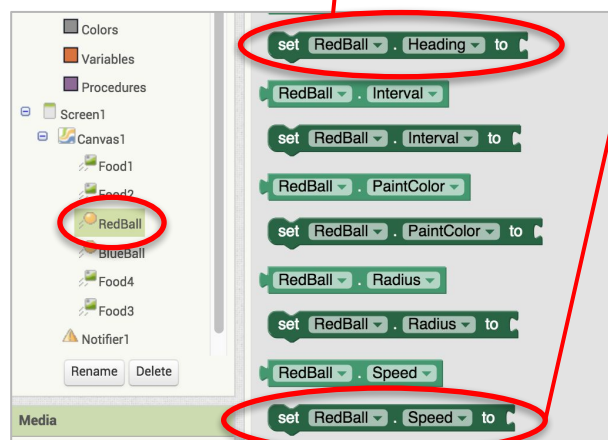 Colors
Variables
Procedures
Screen1
Canvas1
Food1
Food2
RedBall
BlueBall
Food4
Food3
Notifier1
Rename Delete
Media
set RedBall . Heading to
RedBall . Interval
set RedBall . Interval to
RedBall . PaintColor
set RedBall . PaintColor to
RedBall . Radius
set RedBall . Radius to
RedBall . Speed
set RedBall . Speed to